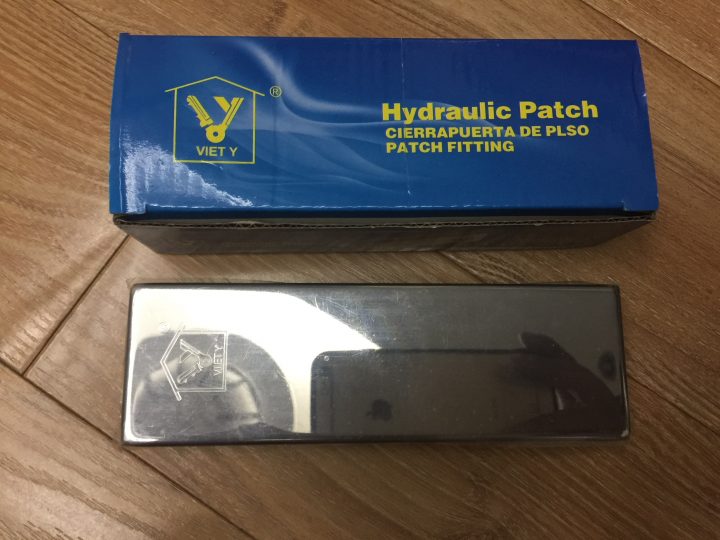 ®
VIET Y
Hydraulic Patch
CIERRAPUERTA DE PLSO
PATCH FITTING
®
VIET Y